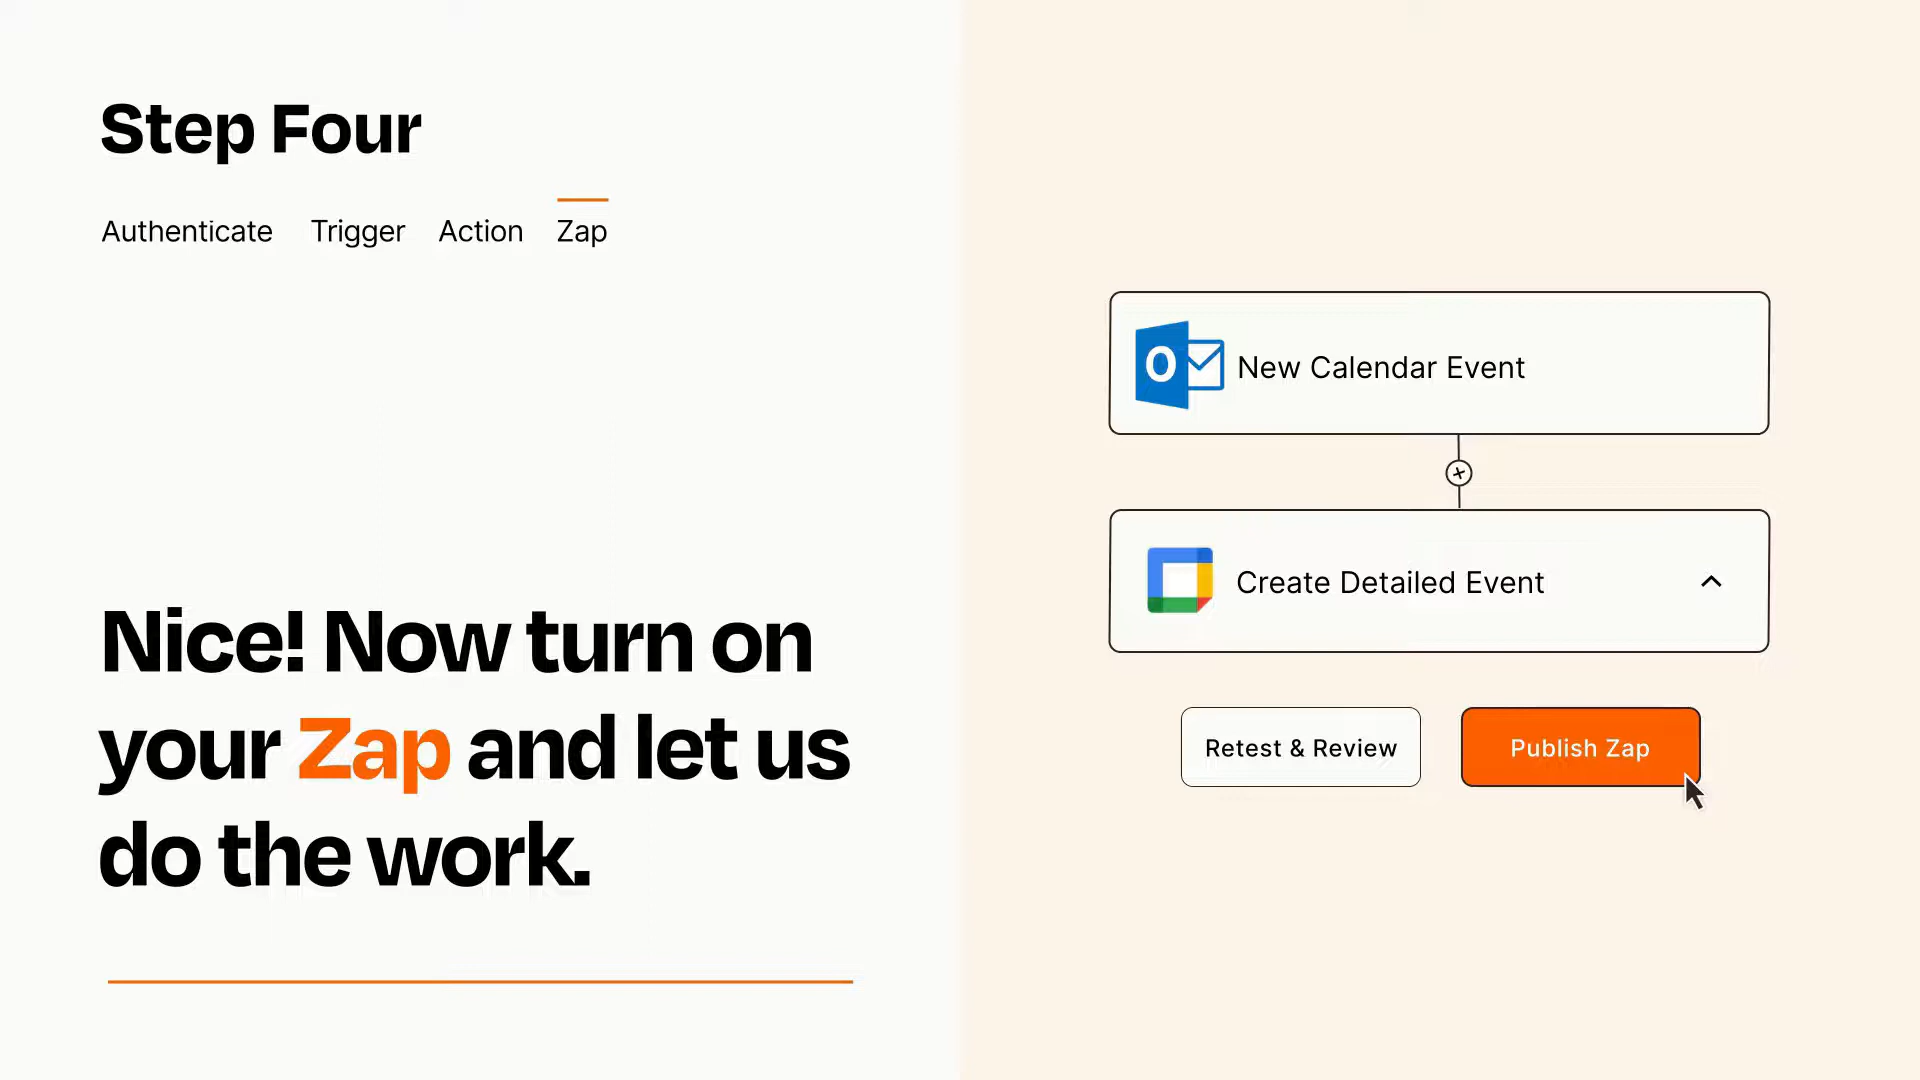 Step Four
Authenticate Trigger Action Zap
Nice! Now turn on
your Zap and let us
do the work.
O New Calendar Event
Create Detailed Event
Retest & Review Publish Zap